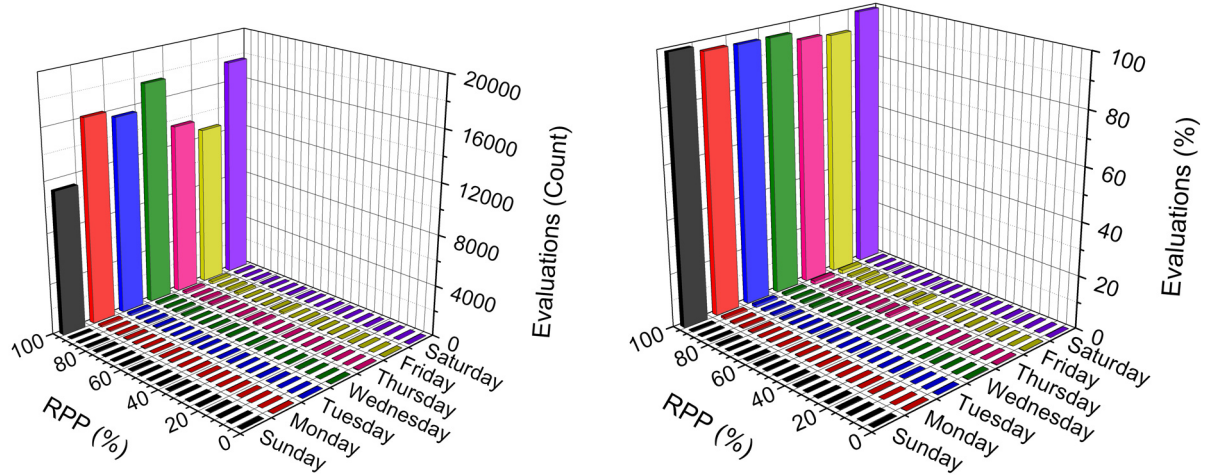 20000
16000
12000
8000
4000
0
Evaluations (Count)
100
80
60
40
20
0
RPP (%)
Sunday
Monday
Tuesday
Wednesday
Thursday
Friday
Saturday
100
80
60
40
20
0
Evaluations (%)
100
80
60
40
20
0
RPP (%)
Sunday
Monday
Tuesday
Wednesday
Thursday
Friday
Saturday